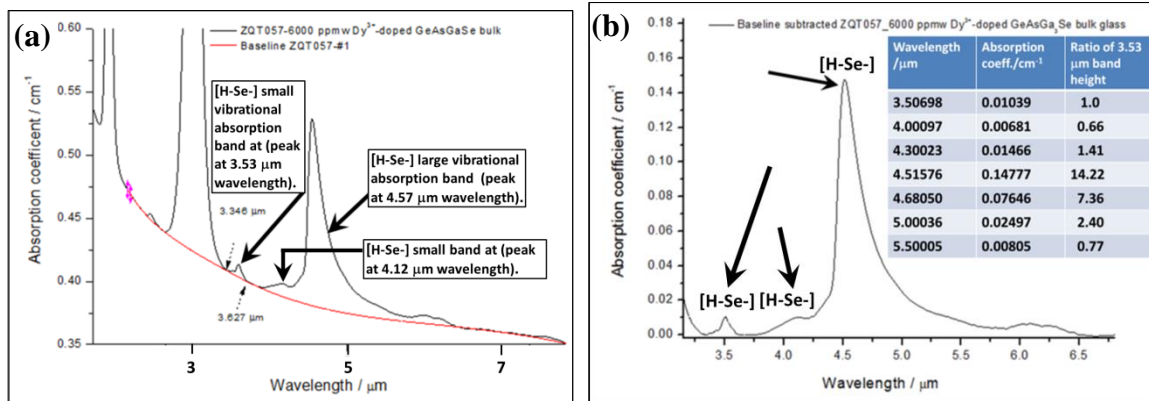 (a)
ZQT057-6000 ppmw Dy³⁺-doped GeAsGaSe bulk
Baseline ZQT057-#1
0.60
0.55
0.50
0.45
0.40
0.35
Absorption coefficient / cm⁻¹
[H-Se-] small
vibrational
absorption
band at (peak
at 3.53 μm
wavelength).
[H-Se-] large vibrational
absorption band (peak
at 4.57 μm wavelength).
3.346 μm
[H-Se-] small band at (peak
at 4.12 μm wavelength).
3.627 μm
3
5
7
Wavelength / μm
(b)
Baseline subtracted ZQT057_6000 ppmw Dy³⁺-doped GeAsGa₃Se bulk glass
0.18
0.16
0.14
0.12
0.10
0.08
0.06
0.04
0.02
0.00
Absorption coefficient / cm⁻¹
[H-Se-]
[H-Se-]
[H-Se-]
Wavelength
/μm
Absorption
coeff./cm⁻¹
Ratio of 3.53
μm band
height
3.50698 0.01039 1.0
4.00097 0.00681 0.66
4.30023 0.01466 1.41
4.51576 0.14777 14.22
4.68050 0.07646 7.36
5.00036 0.02497 2.40
5.50005 0.00805 0.77
3.5 4.0 4.5 5.0 5.5 6.0 6.5
Wavelength / μm